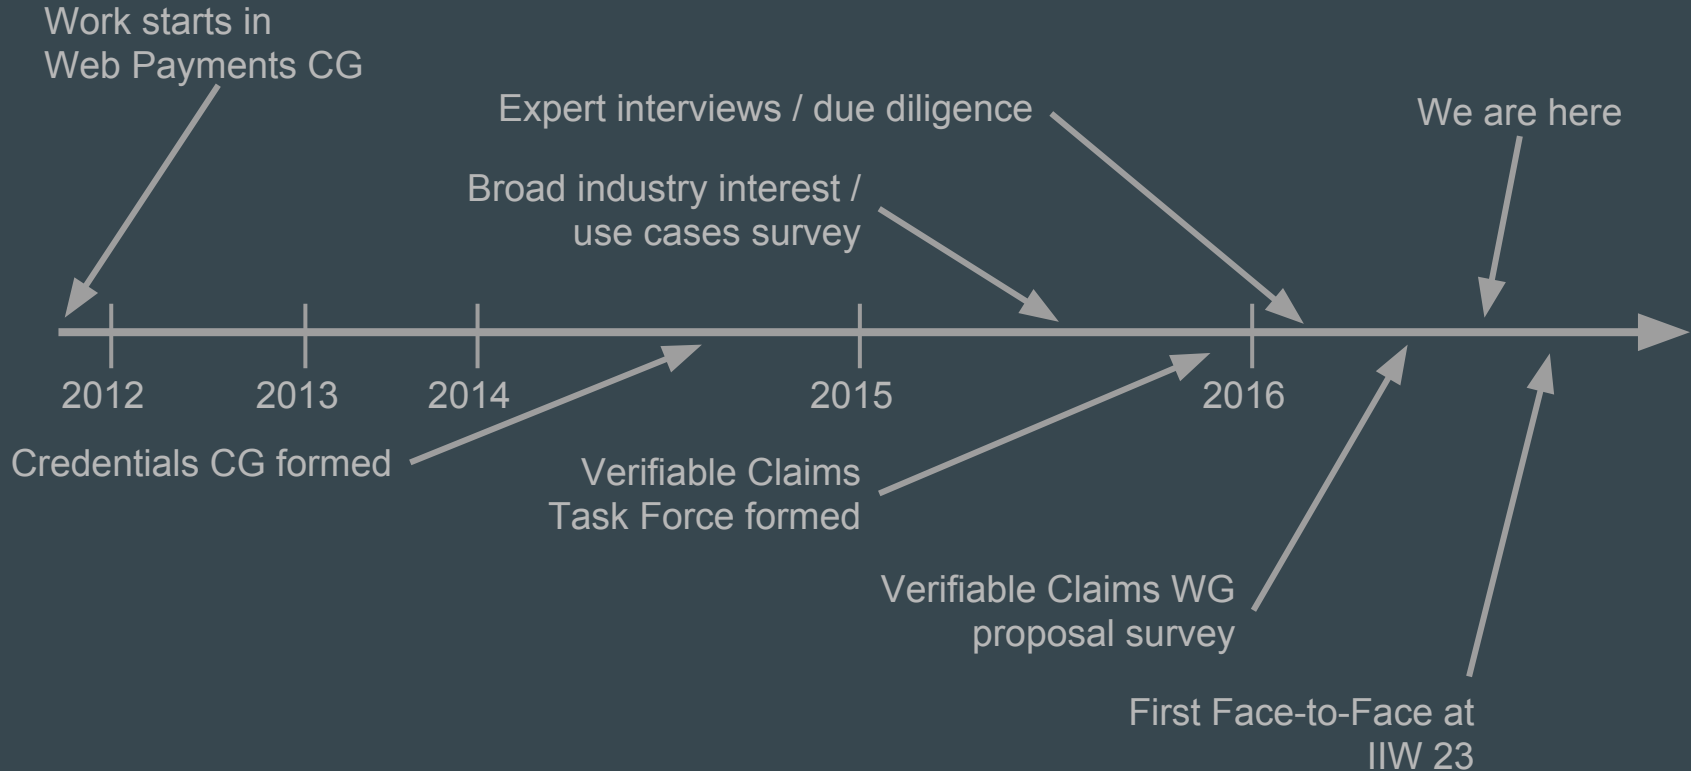 Work starts in
Web Payments CG
Expert interviews / due diligence
We are here
Broad industry interest /
use cases survey
2012
2013
2014
2015
2016
Credentials CG formed
Verifiable Claims
Task Force formed
Verifiable Claims WG
proposal survey
First Face-to-Face at
IIW 23